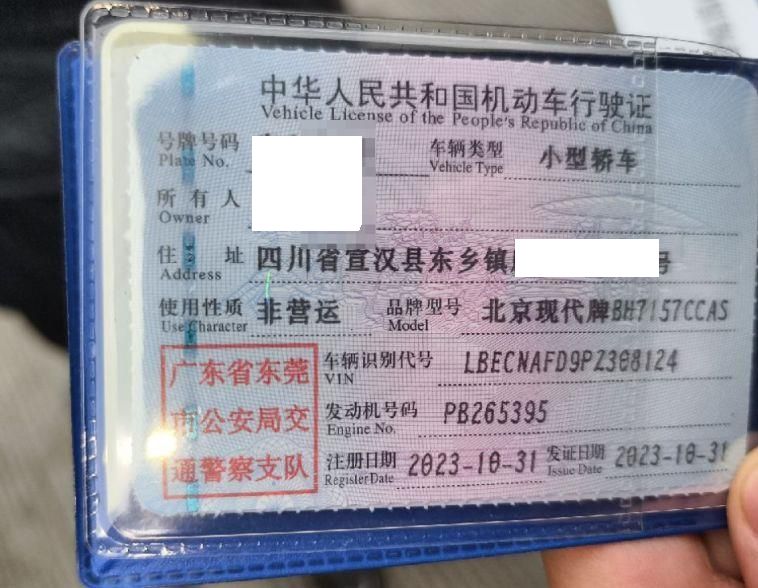 中华人民共和国机动车行驶证
Vehicle License of the People's Republic of China
号牌号码 车辆类型 小型轿车
Plate No. Vehicle Type
所有人
Owner
住址 四川省宣汉县东乡镇 号
Address
使用性质 非营运 品牌型号 北京现代牌BH7157CCAS
Use Character Model
广东省东莞
市公安局交
通警察支队
车辆识别代号 LBECNAFD9PZ308124
VIN
发动机号码 PB265395
Engine No.
注册日期 2023-10-31 发证日期 2023-10-31
Register Date Issue Date